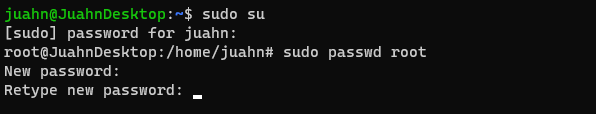 juahn@JuahnDesktop:~$ sudo su
[sudo] password for juahn:
root@JuahnDesktop:/home/juahn# sudo passwd root
New password:
Retype new password: